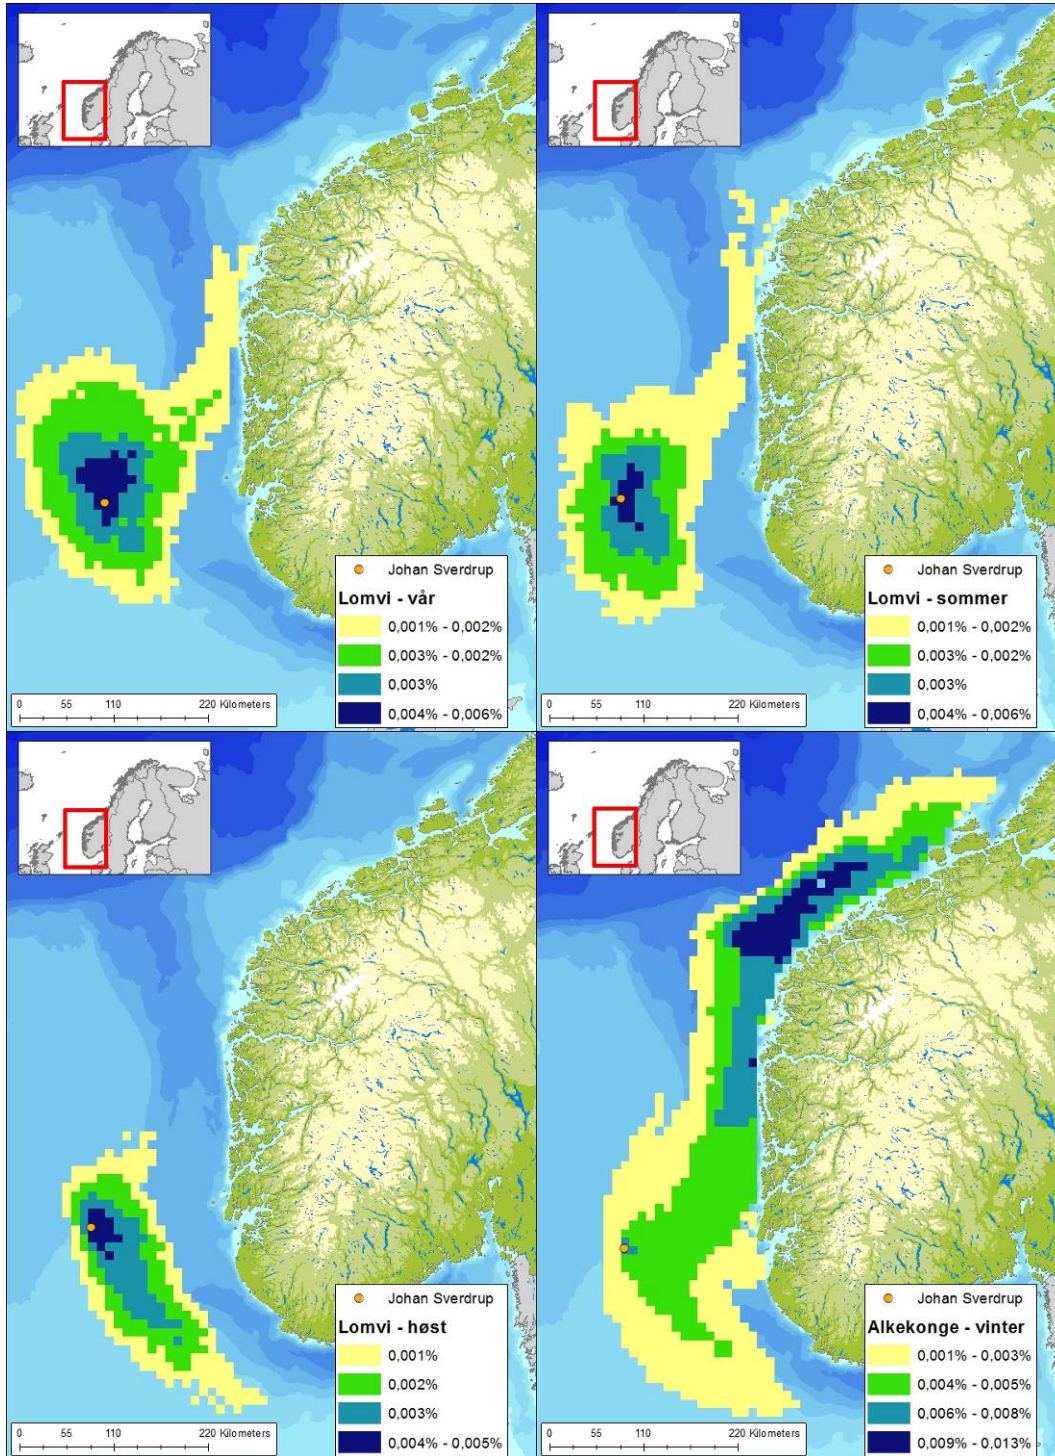 Johan Sverdrup
Lomvi - vår
0,001% - 0,002%
0,003% - 0,002%
0,003%
0,004% - 0,006%
0 55 110 220 Kilometers
Johan Sverdrup
Lomvi - sommer
0,001% - 0,002%
0,003% - 0,002%
0,003%
0,004% - 0,006%
0 55 110 220 Kilometers
Johan Sverdrup
Lomvi - høst
0,001%
0,002%
0,003%
0,004% - 0,005%
0 55 110 220 Kilometers
Johan Sverdrup
Alkekonge - vinter
0,001% - 0,003%
0,004% - 0,005%
0,006% - 0,008%
0,009% - 0,013%
0 55 110 220 Kilometers